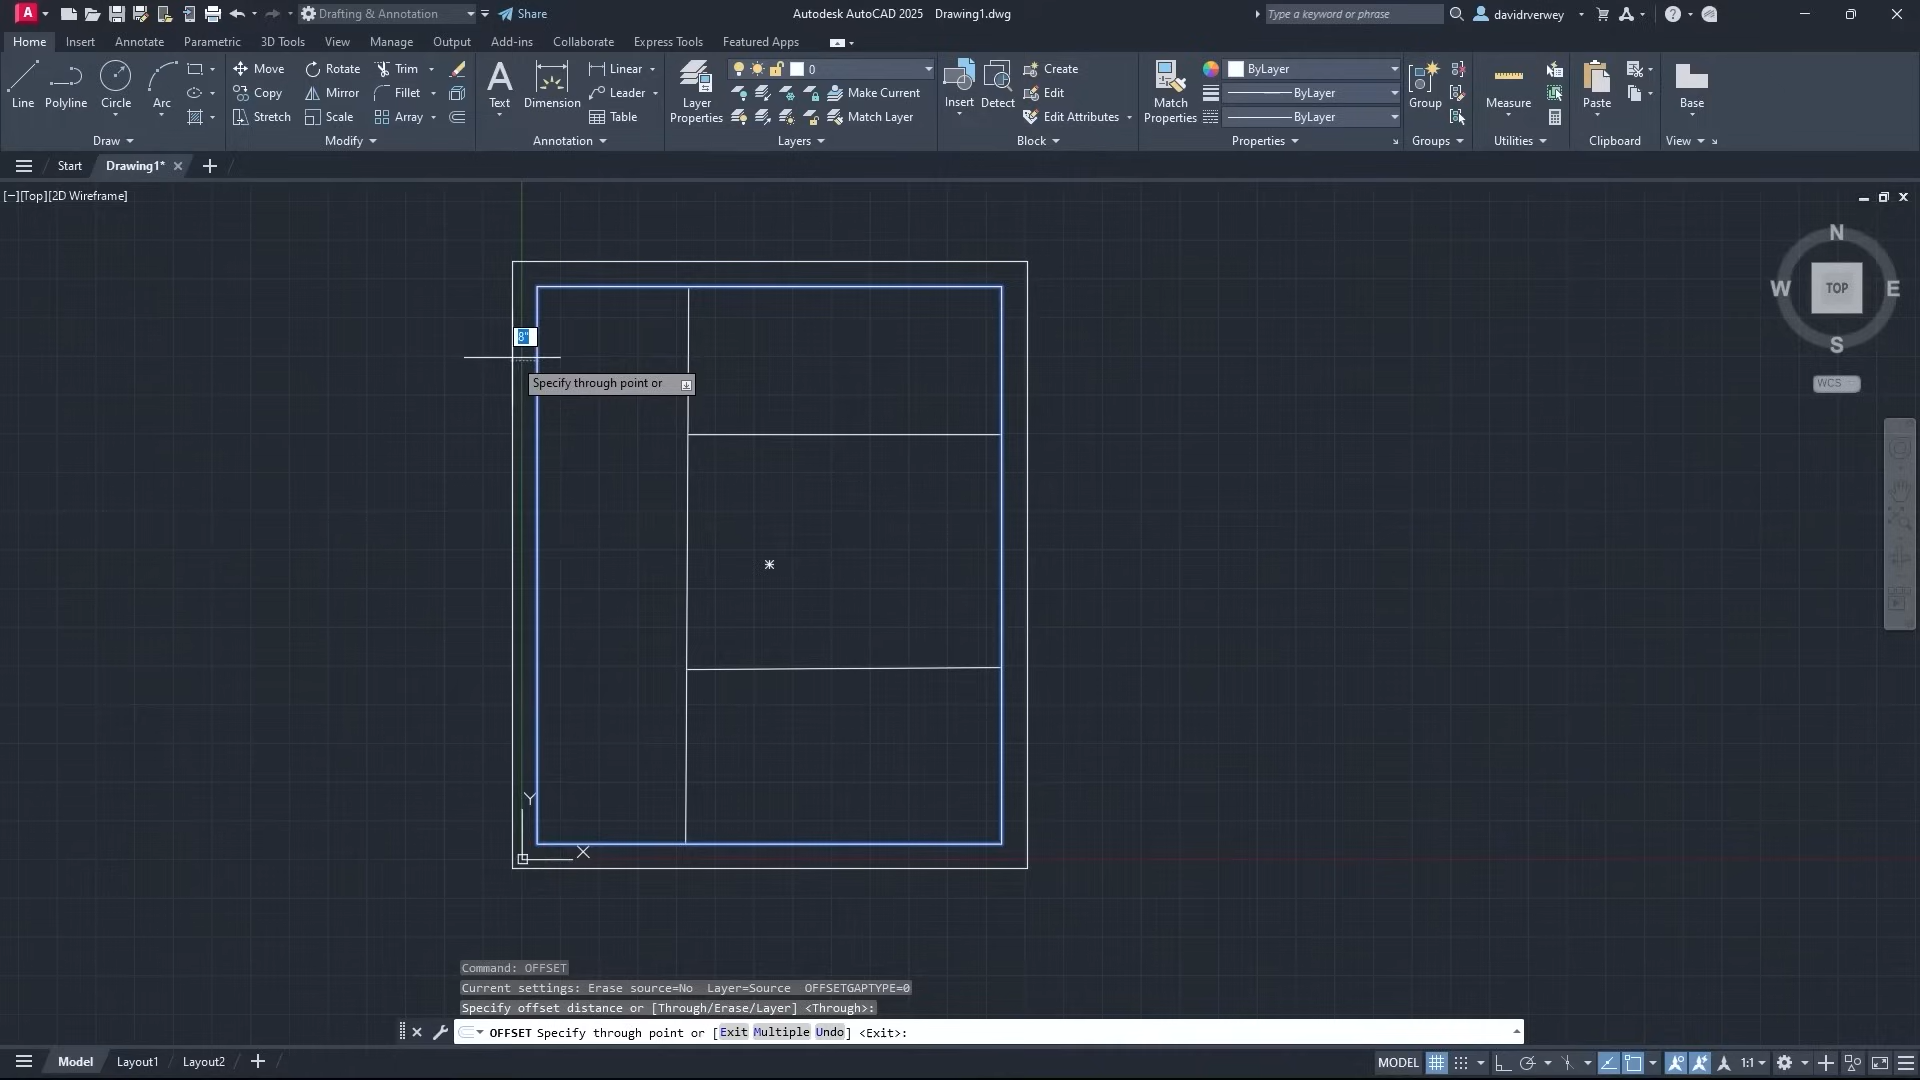 A Drafting & Annotation Share Autodesk AutoCAD 2025 Drawing1.dwg Type a keyword or phrase davidrverwey
Home Insert Annotate Parametric 3D Tools View Manage Output Add-ins Collaborate Express Tools Featured Apps
Move Rotate Trim Linear 0 Create ByLayer
Copy Mirror Fillet Leader Make Current Edit ByLayer
Line Polyline Circle Arc Text Dimension Layer Properties Insert Detect Match Properties Group Measure Paste Base
Stretch Scale Array Table Match Layer Edit Attributes ByLayer
Draw Modify Annotation Layers Block Properties Groups Utilities Clipboard View
Start Drawing1*
[−][Top][2D Wireframe]
N
W TOP E
S
WCS
8"
Specify through point or
Y
X
Command: OFFSET
Current settings: Erase source=No Layer=Source OFFSETGAPTYPE=0
Specify offset distance or [Through/Erase/Layer] <Through>:
OFFSET Specify through point or [Exit Multiple Undo] <Exit>:
Model Layout1 Layout2 MODEL 1:1